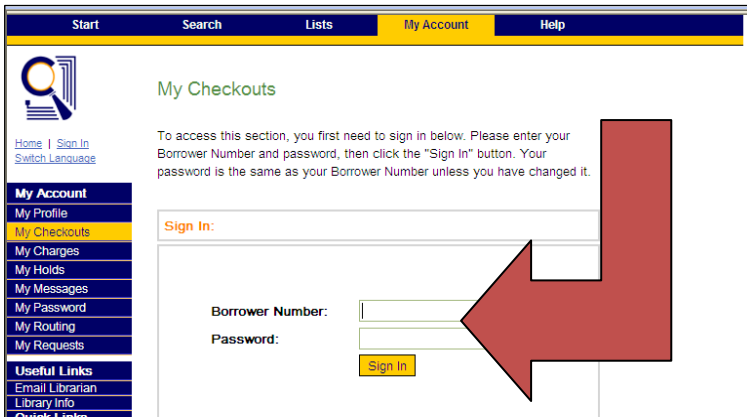 Start Search Lists My Account Help
My Checkouts
Home | Sign In
Switch Language
To access this section, you first need to sign in below. Please enter your
Borrower Number and password, then click the "Sign In" button. Your
password is the same as your Borrower Number unless you have changed it.
My Account
My Profile
My Checkouts
My Charges
My Holds
My Messages
My Password
My Routing
My Requests
Useful Links
Email Librarian
Library Info
Quick Links
Sign In:
Borrower Number:
Password:
Sign In